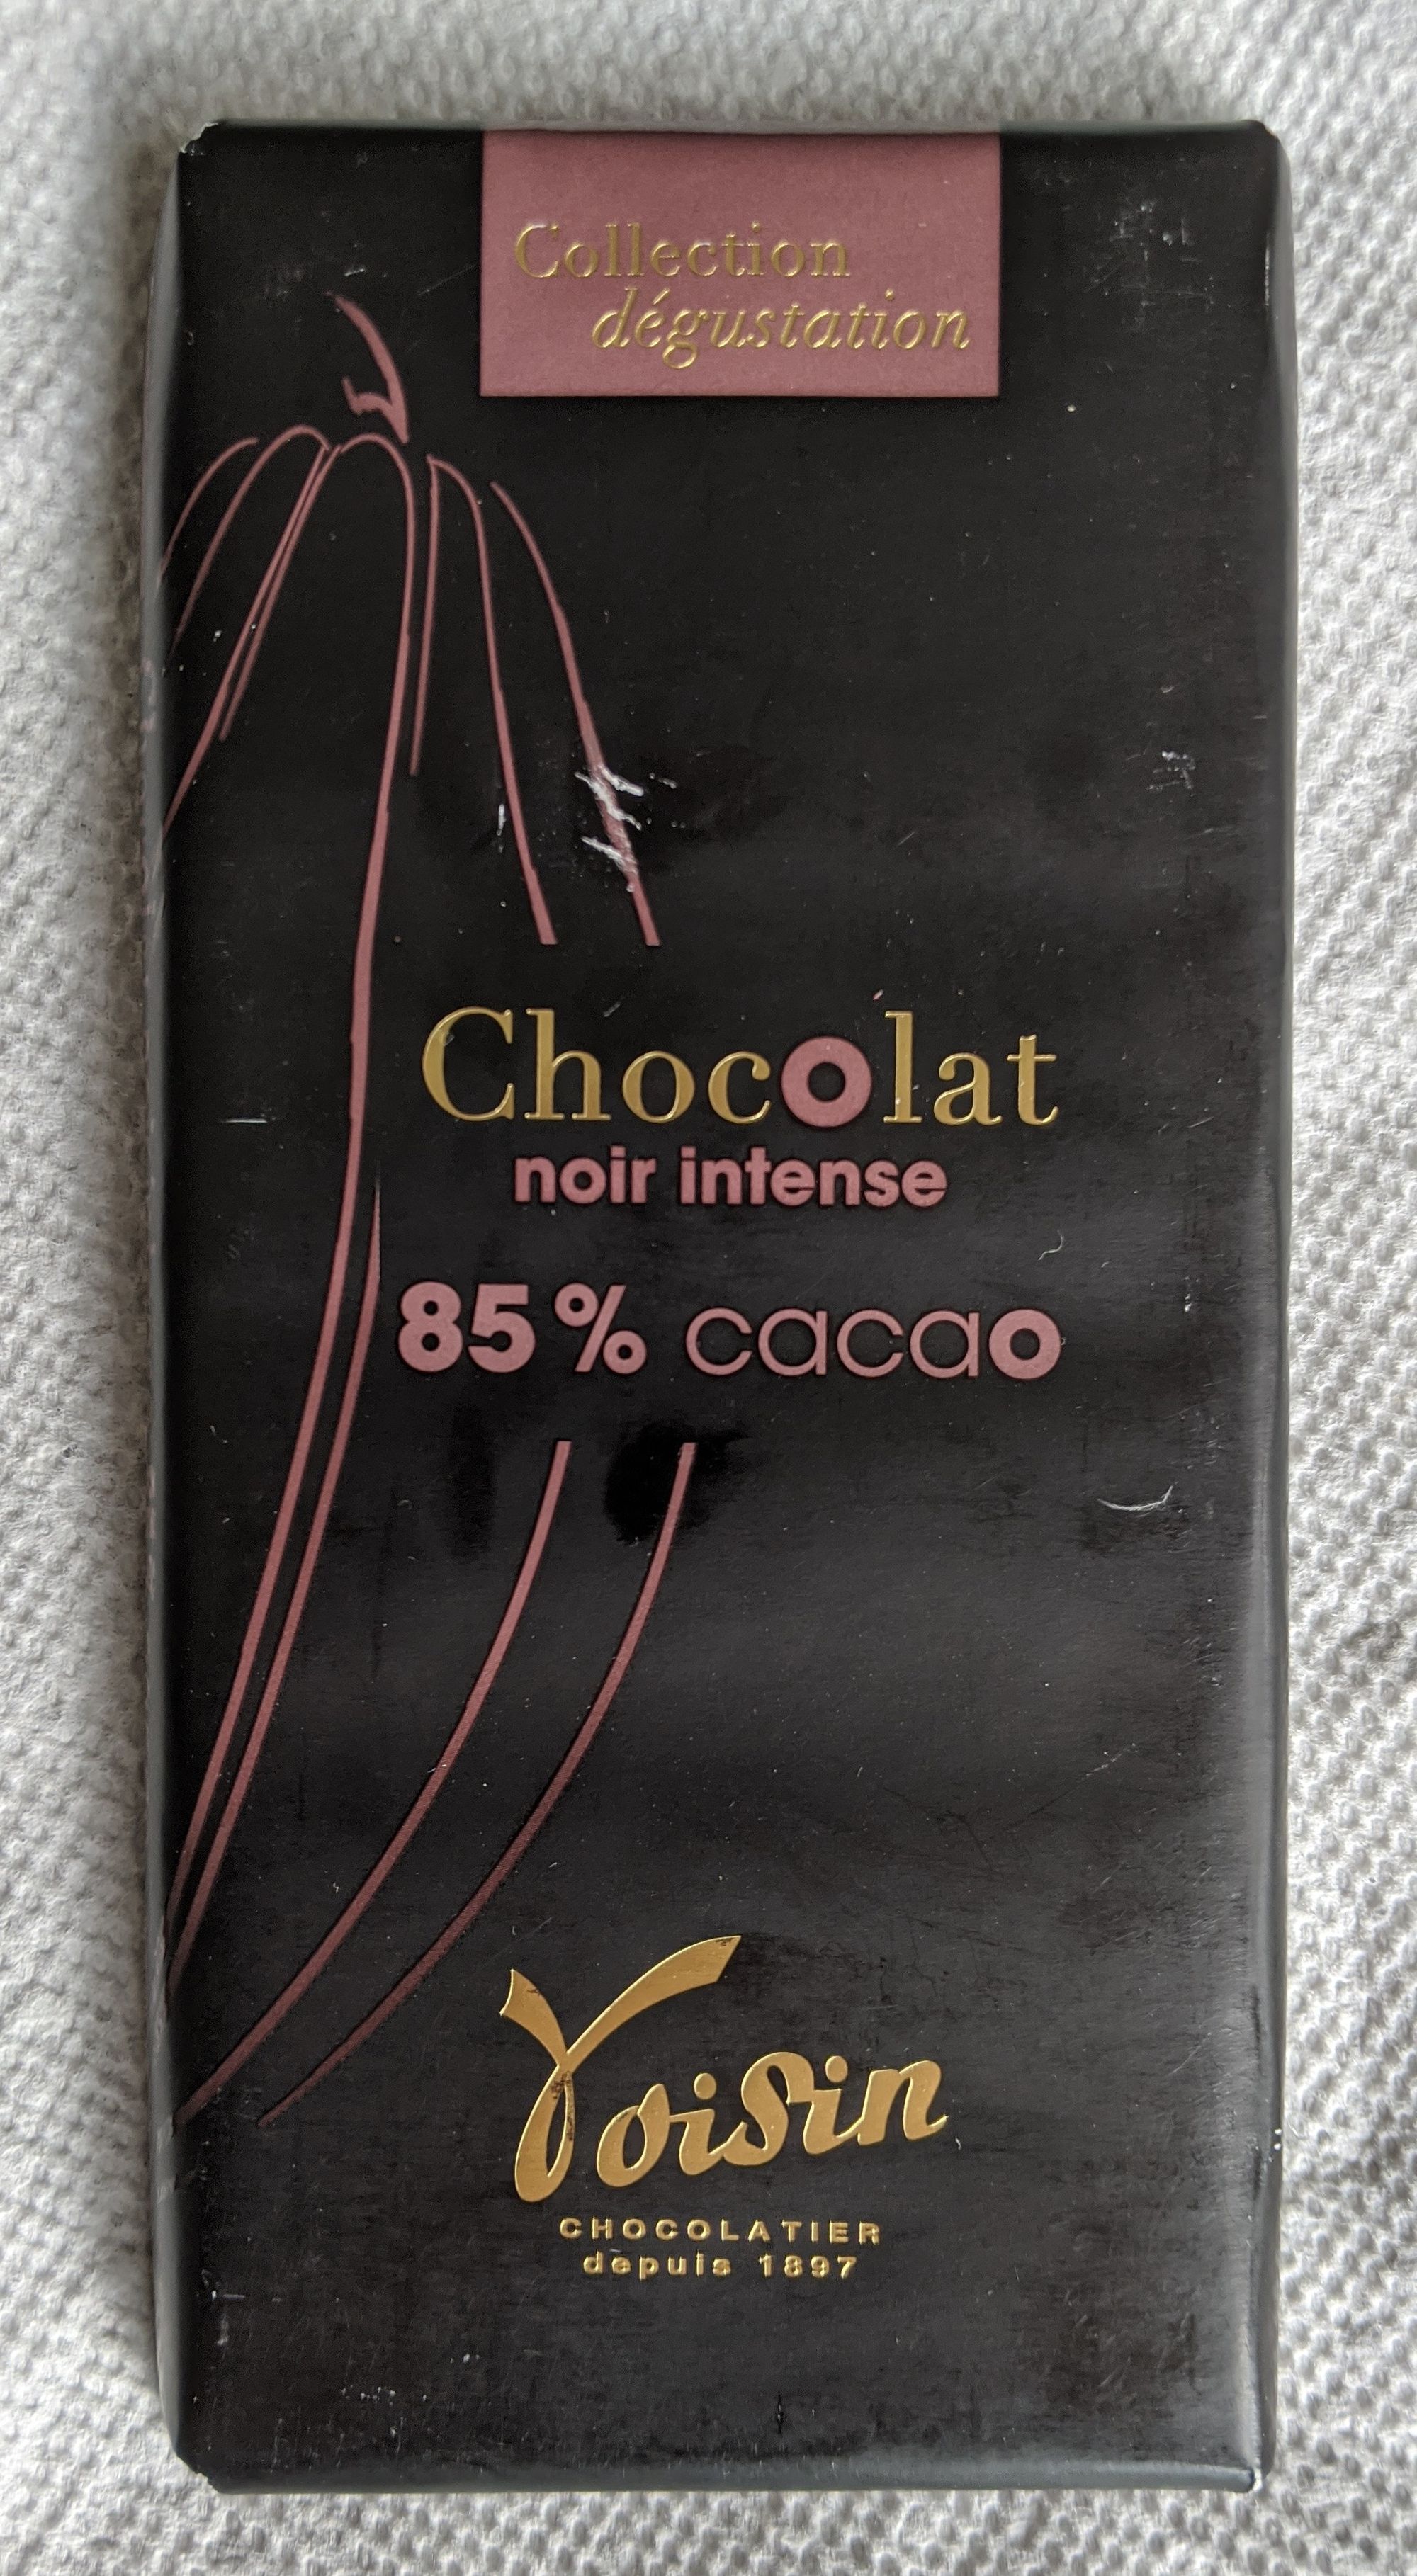 Collection
dégustation
Chocolat
noir intense
85% cacao
Voisin
CHOCOLATIER
depuis 1897